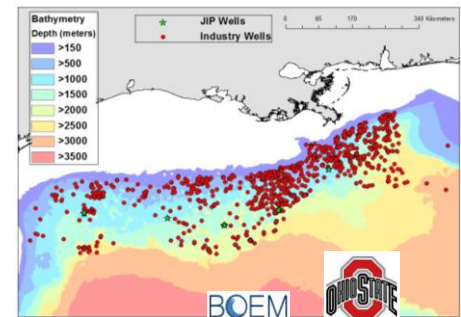 Bathymetry
Depth (meters)
>150
>500
>1000
>1500
>2000
>2500
>3000
>3500
JIP Wells
Industry Wells
0 85 170 340 Kilometers
BOEM
OHIO STATE